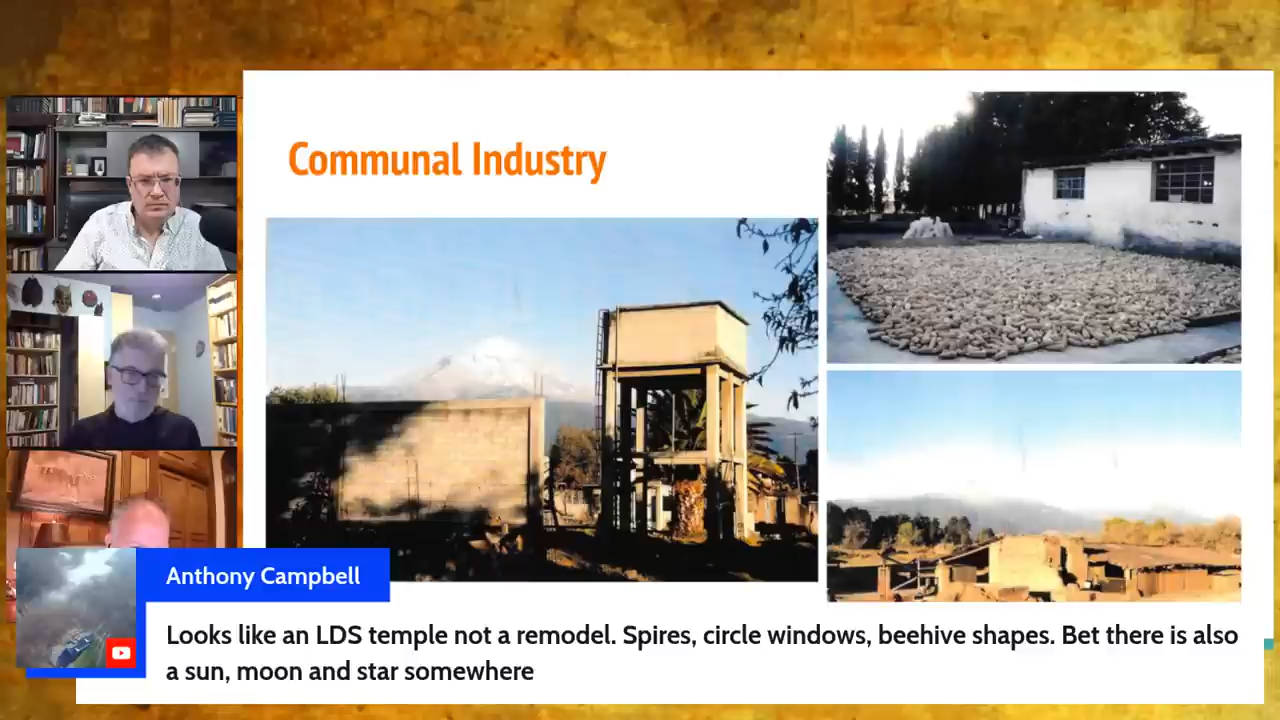 Communal Industry
Anthony Campbell
Looks like an LDS temple not a remodel. Spires, circle windows, beehive shapes. Bet there is also
a sun, moon and star somewhere